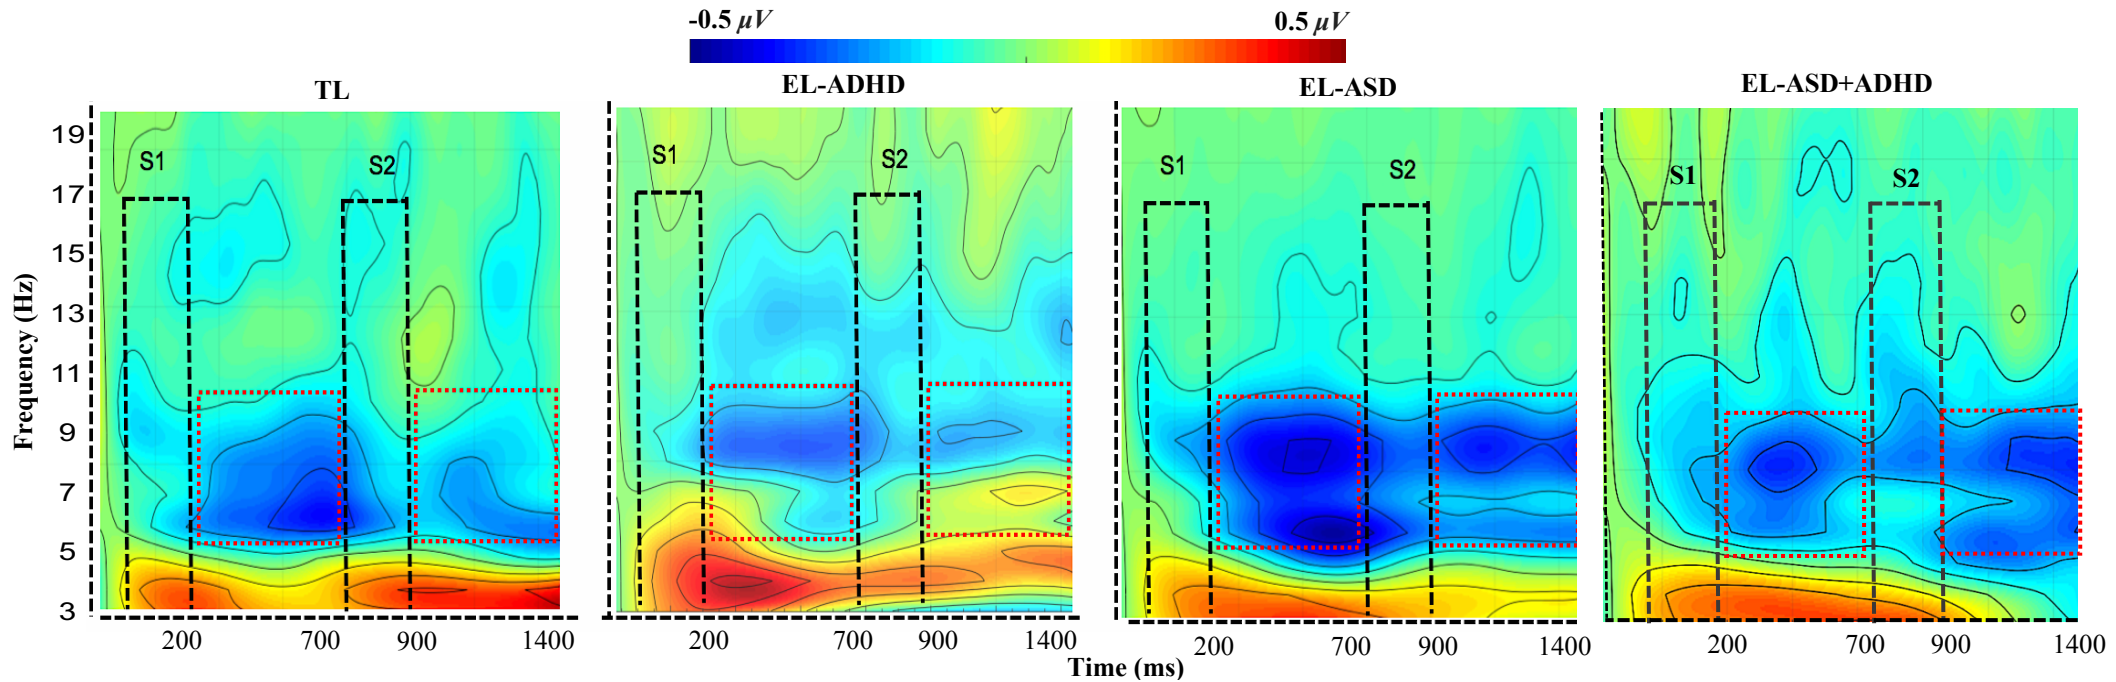 -0.5 μV
0.5 μV
TL
EL-ADHD
EL-ASD
EL-ASD+ADHD
Frequency (Hz)
19
17
15
13
11
9
7
5
3
S1
S2
S1
S2
S1
S2
S1
S2
200 700 900 1400
200 700 900 1400
200 700 900 1400
200 700 900 1400
Time (ms)